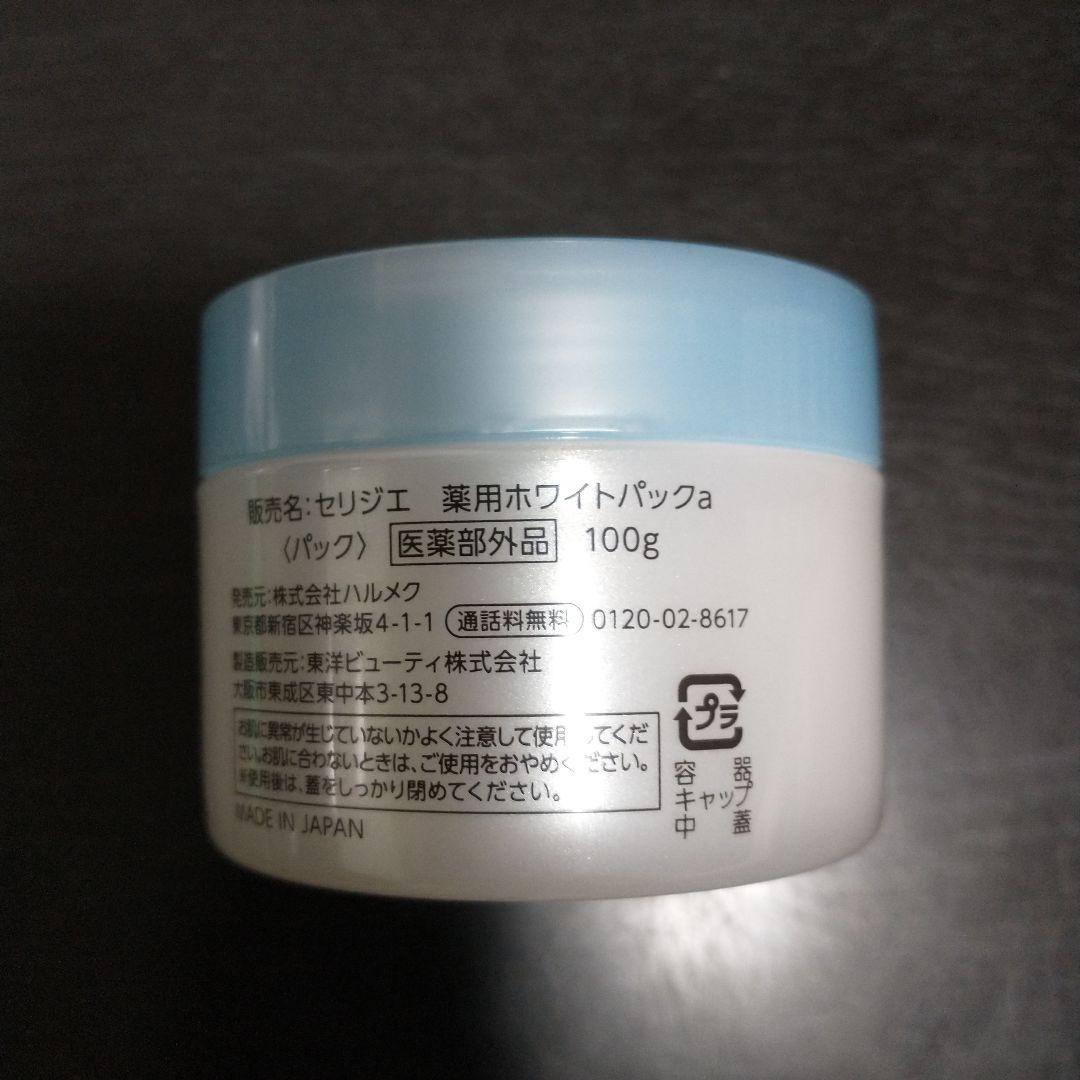 販売名:セリジエ 薬用ホワイトパックa
〈パック〉 医薬部外品 100g
発売元:株式会社ハルメク
東京都新宿区神楽坂4-1-1 通話料無料 0120-02-8617
製造販売元:東洋ビューティ株式会社
大阪市東成区東中本3-13-8
お肌に異常が生じていないかよく注意して使用してくだ
さい。お肌に合わないときは、ご使用をおやめください。
※使用後は、蓋をしっかり閉めてください。
MADE IN JAPAN
プラ
容器
キャップ
中蓋